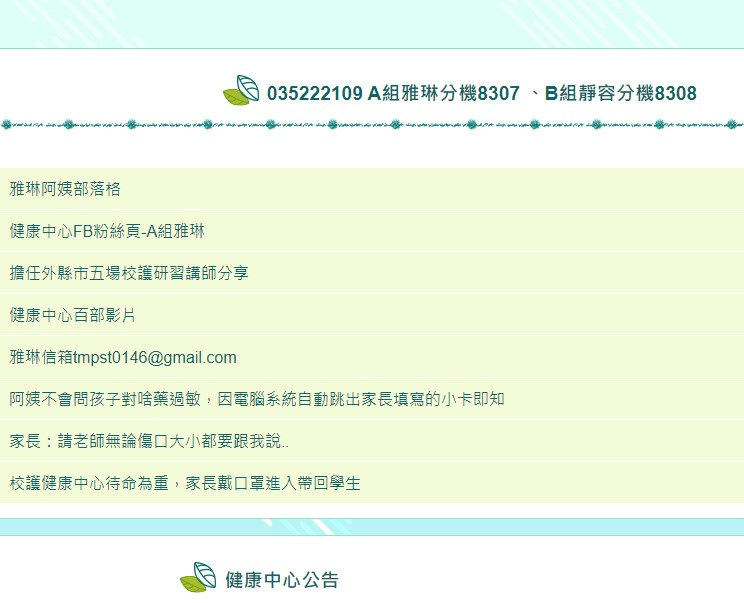 035222109 A組雅琳分機8307 、B組靜容分機8308
雅琳阿姨部落格
健康中心FB粉絲頁-A組雅琳
擔任外縣市五場校護研習講師分享
健康中心百部影片
雅琳信箱tmpst0146@gmail.com
阿姨不會問孩子對啥藥過敏，因電腦系統自動跳出家長填寫的小卡即知
家長：請老師無論傷口大小都要跟我說..
校護健康中心待命為重，家長戴口罩進入帶回學生
健康中心公告